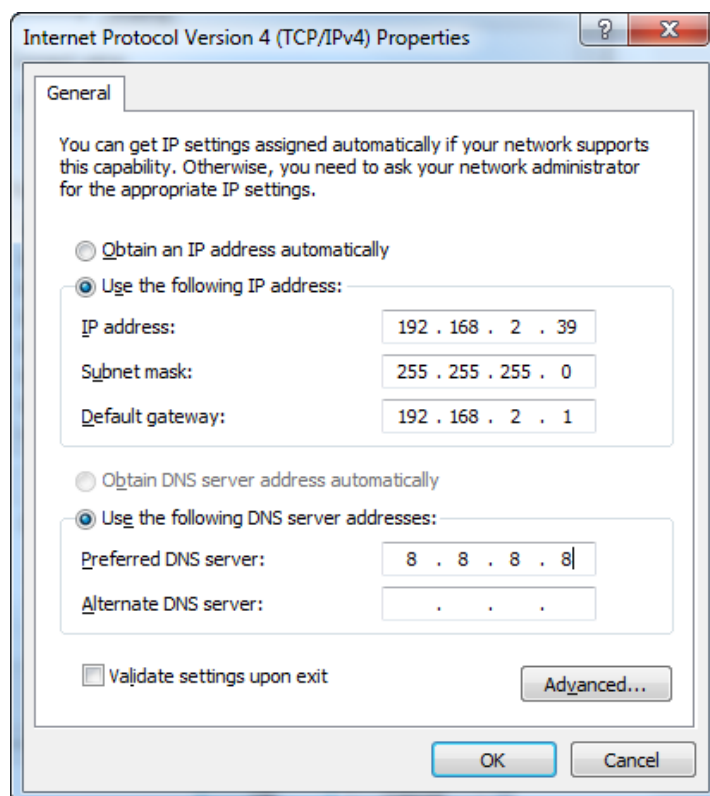 Internet Protocol Version 4 (TCP/IPv4) Properties
General
You can get IP settings assigned automatically if your network supports
this capability. Otherwise, you need to ask your network administrator
for the appropriate IP settings.
Obtain an IP address automatically
Use the following IP address:
IP address: 192 . 168 . 2 . 39
Subnet mask: 255 . 255 . 255 . 0
Default gateway: 192 . 168 . 2 . 1
Obtain DNS server address automatically
Use the following DNS server addresses:
Preferred DNS server: 8 . 8 . 8 . 8
Alternate DNS server: . . .
Validate settings upon exit
Advanced...
OK Cancel